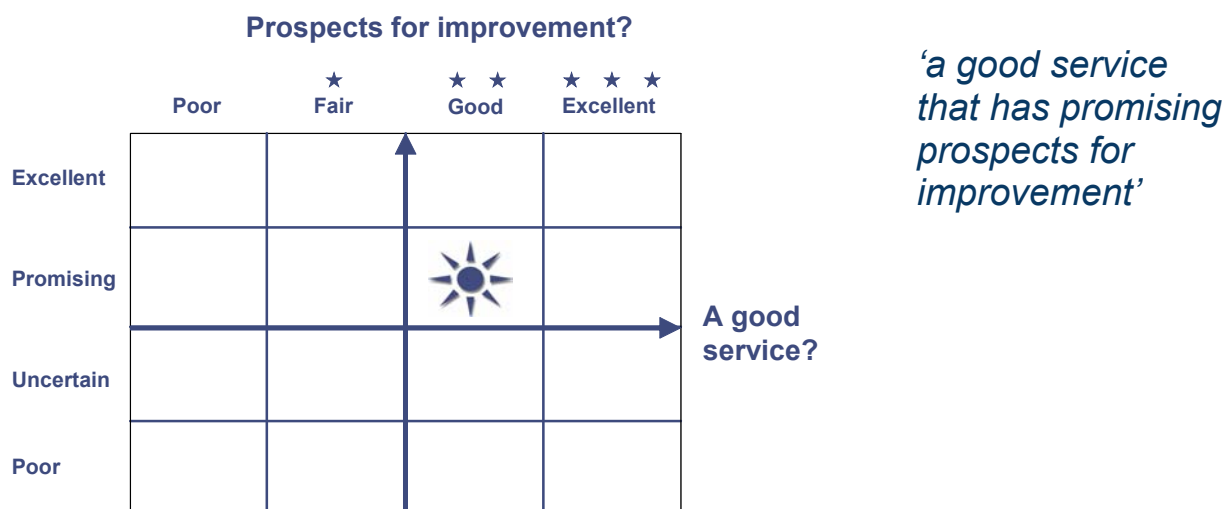 Prospects for improvement?
★ ★ ★ ★ ★ ★
Poor Fair Good Excellent
Excellent
Promising
Uncertain
Poor
A good
service?
‘a good service
that has promising
prospects for
improvement’